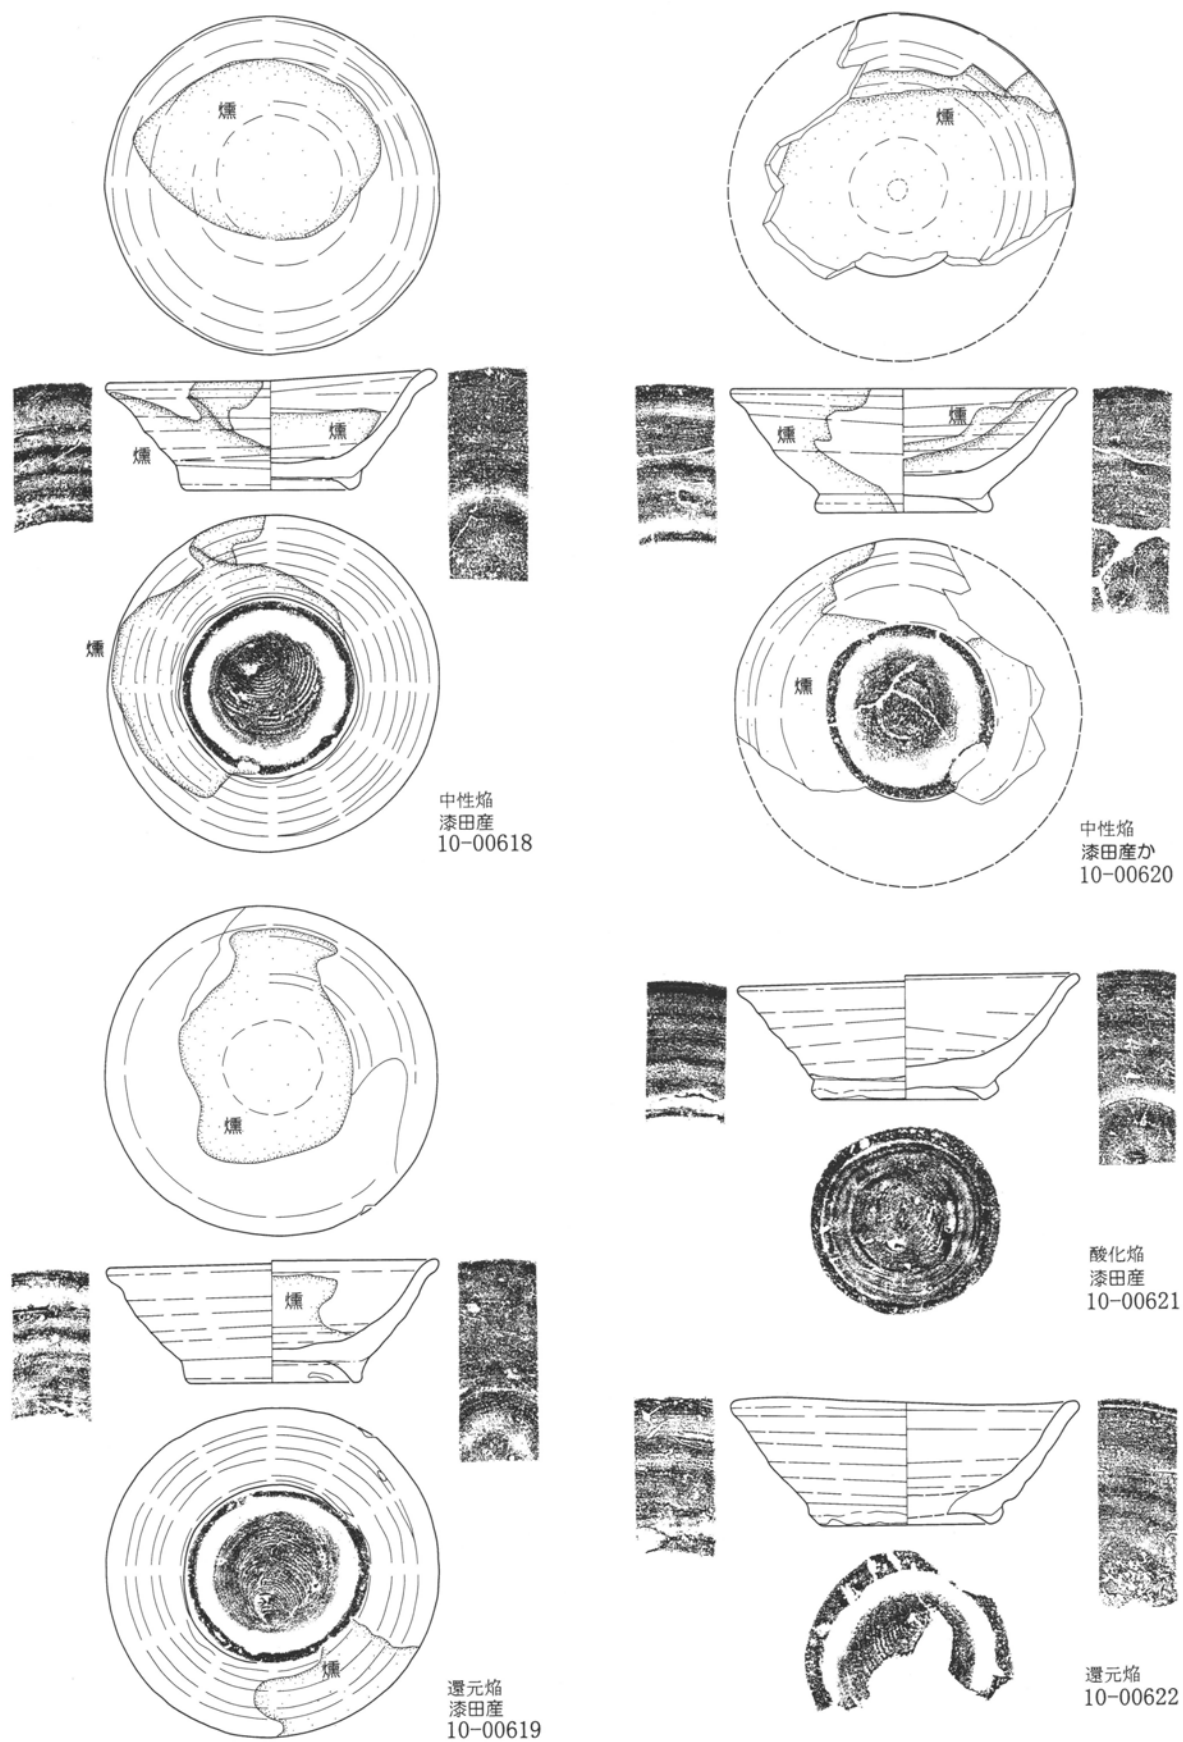 燻
燻
燻
燻
中性焔
漆田産
10-00618
燻
燻
燻
燻
中性焔
漆田産か
10-00620
燻
燻
燻
還元焔
漆田産
10-00619
酸化焔
漆田産
10-00621
還元焔
10-00622